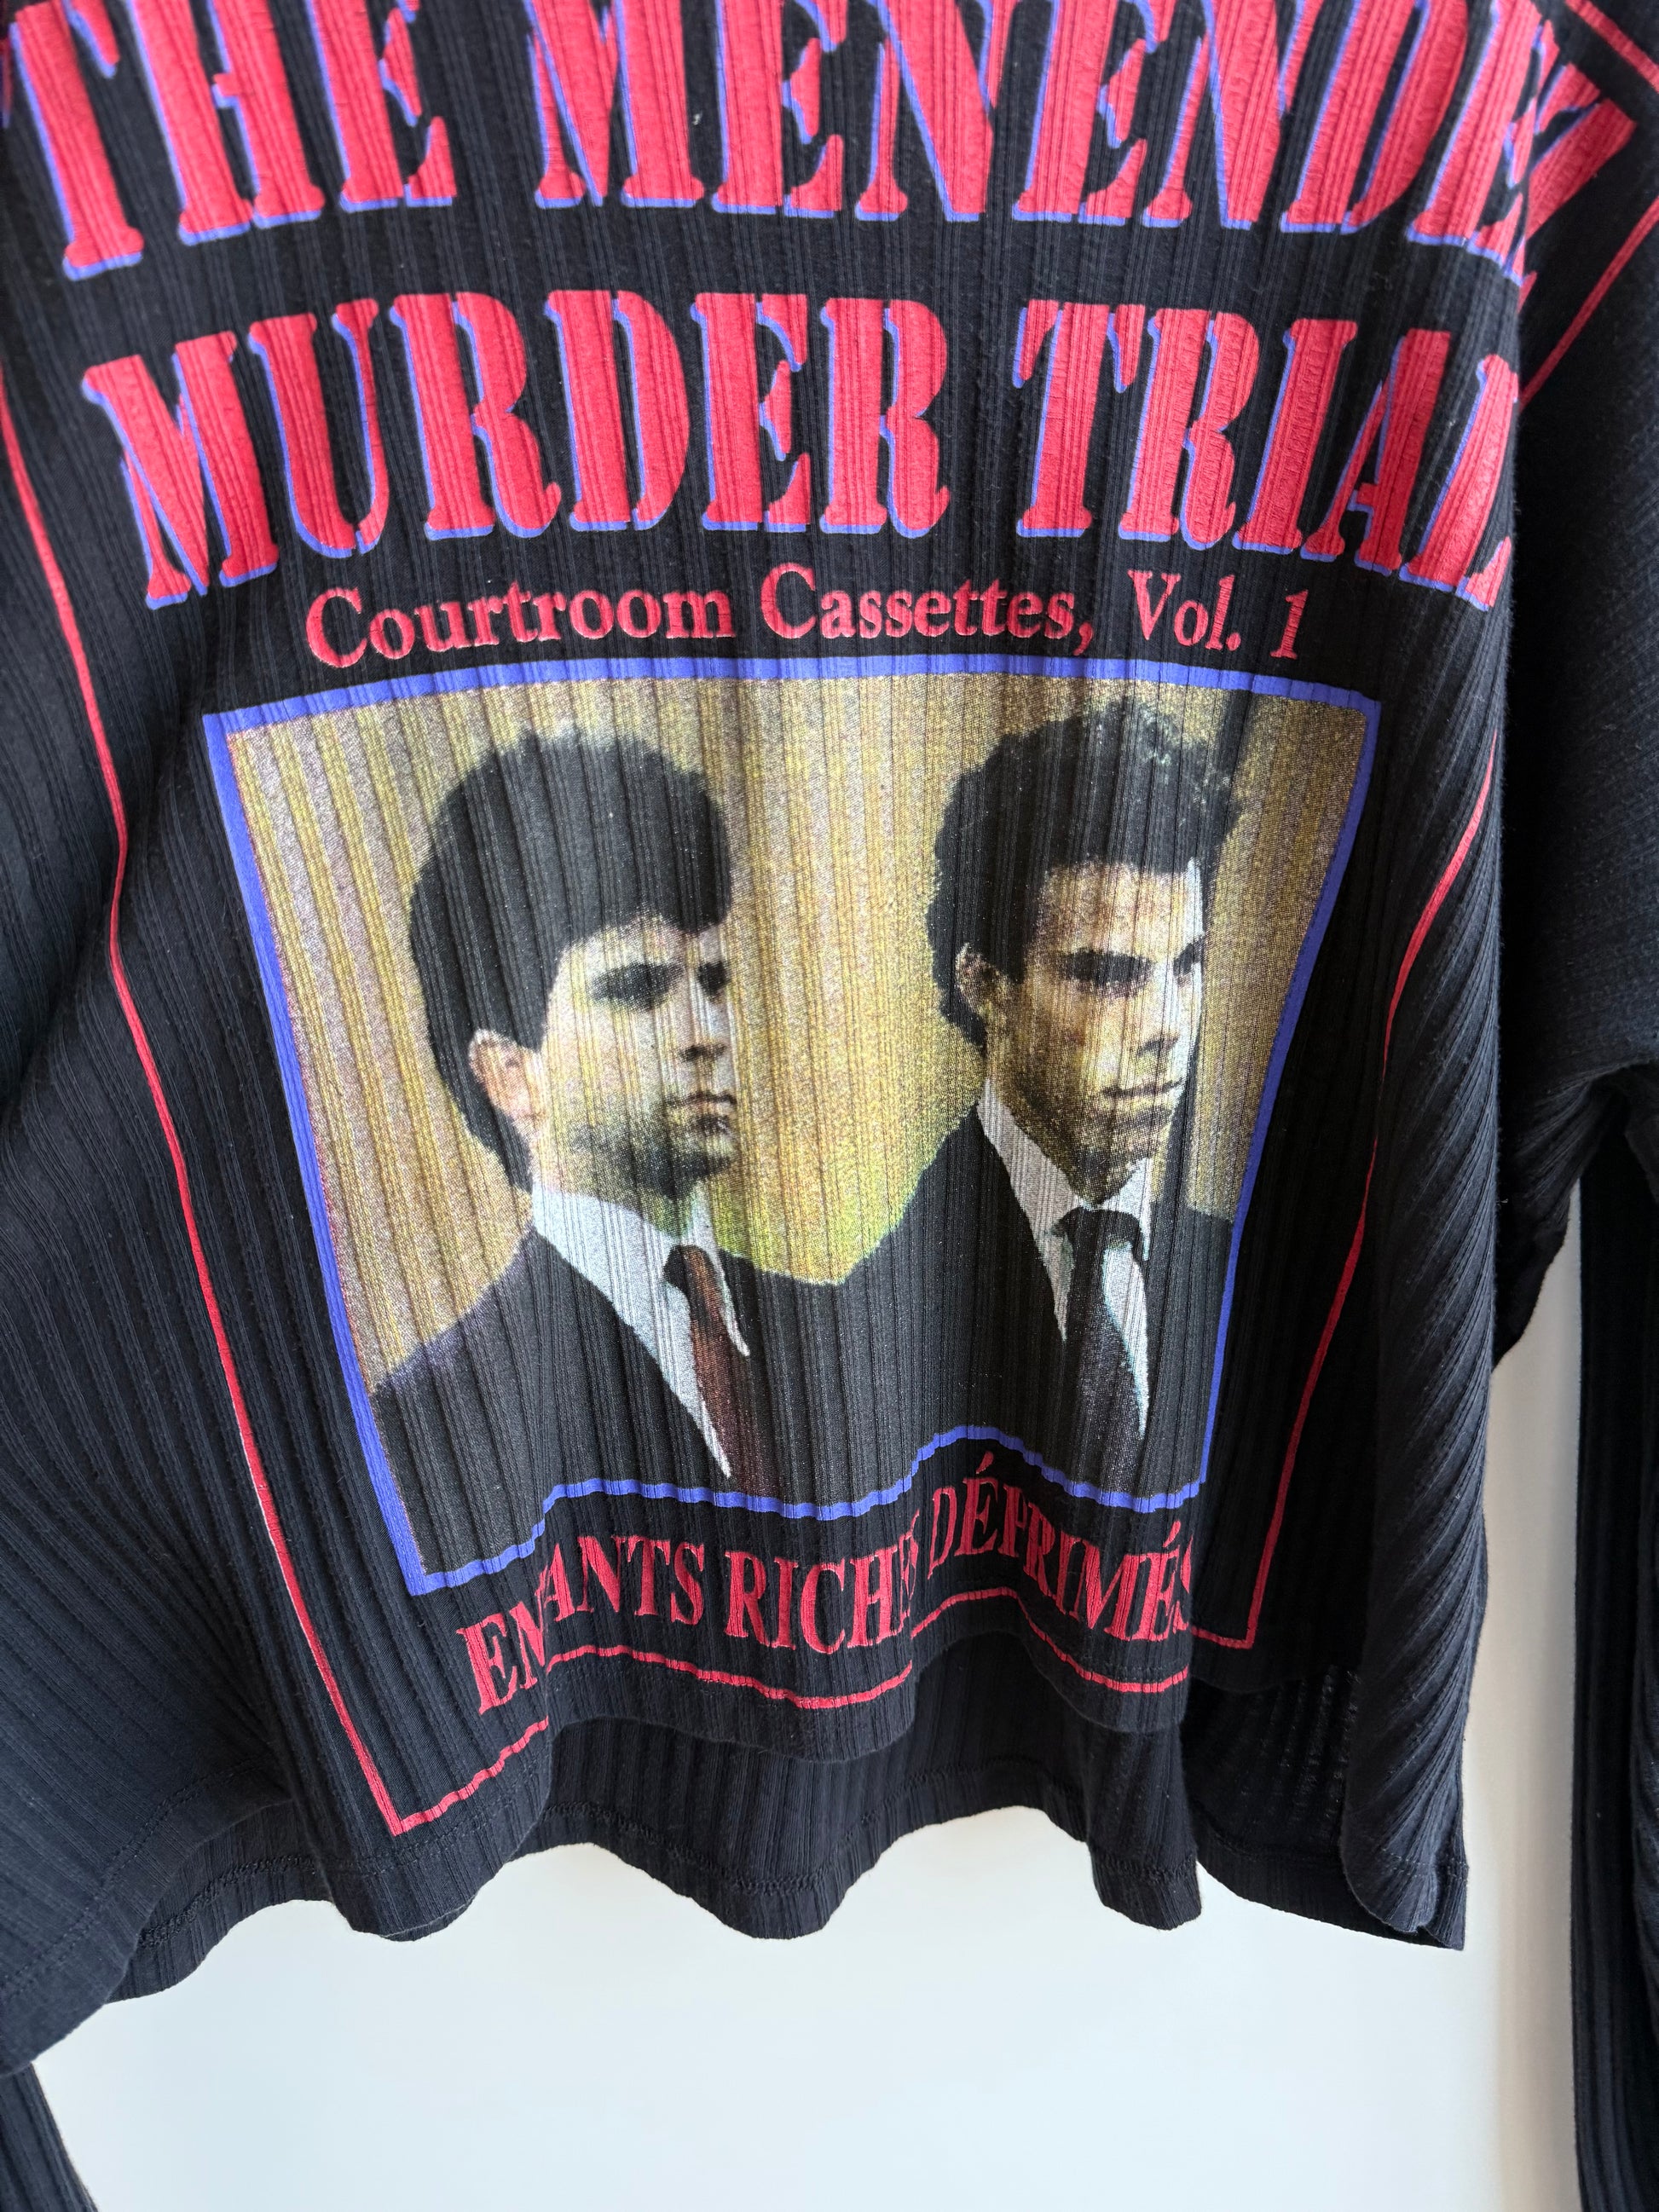 THE MENENDEZ
MURDER TRIAL
Courtroom Cassettes, Vol. 1
ENFANTS RICHES DÉPRIMÉS